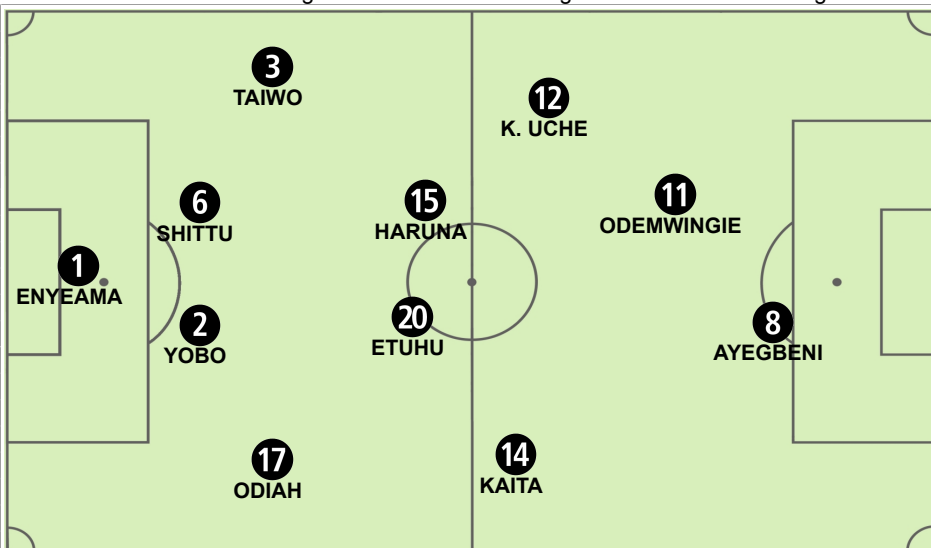 3
TAIWO
12
K. UCHE
6
SHITTU
15
HARUNA
11
ODEMWINGIE
1
ENYEAMA
20
ETUHU
2
YOBO
8
AYEGBENI
17
ODIAH
14
KAITA